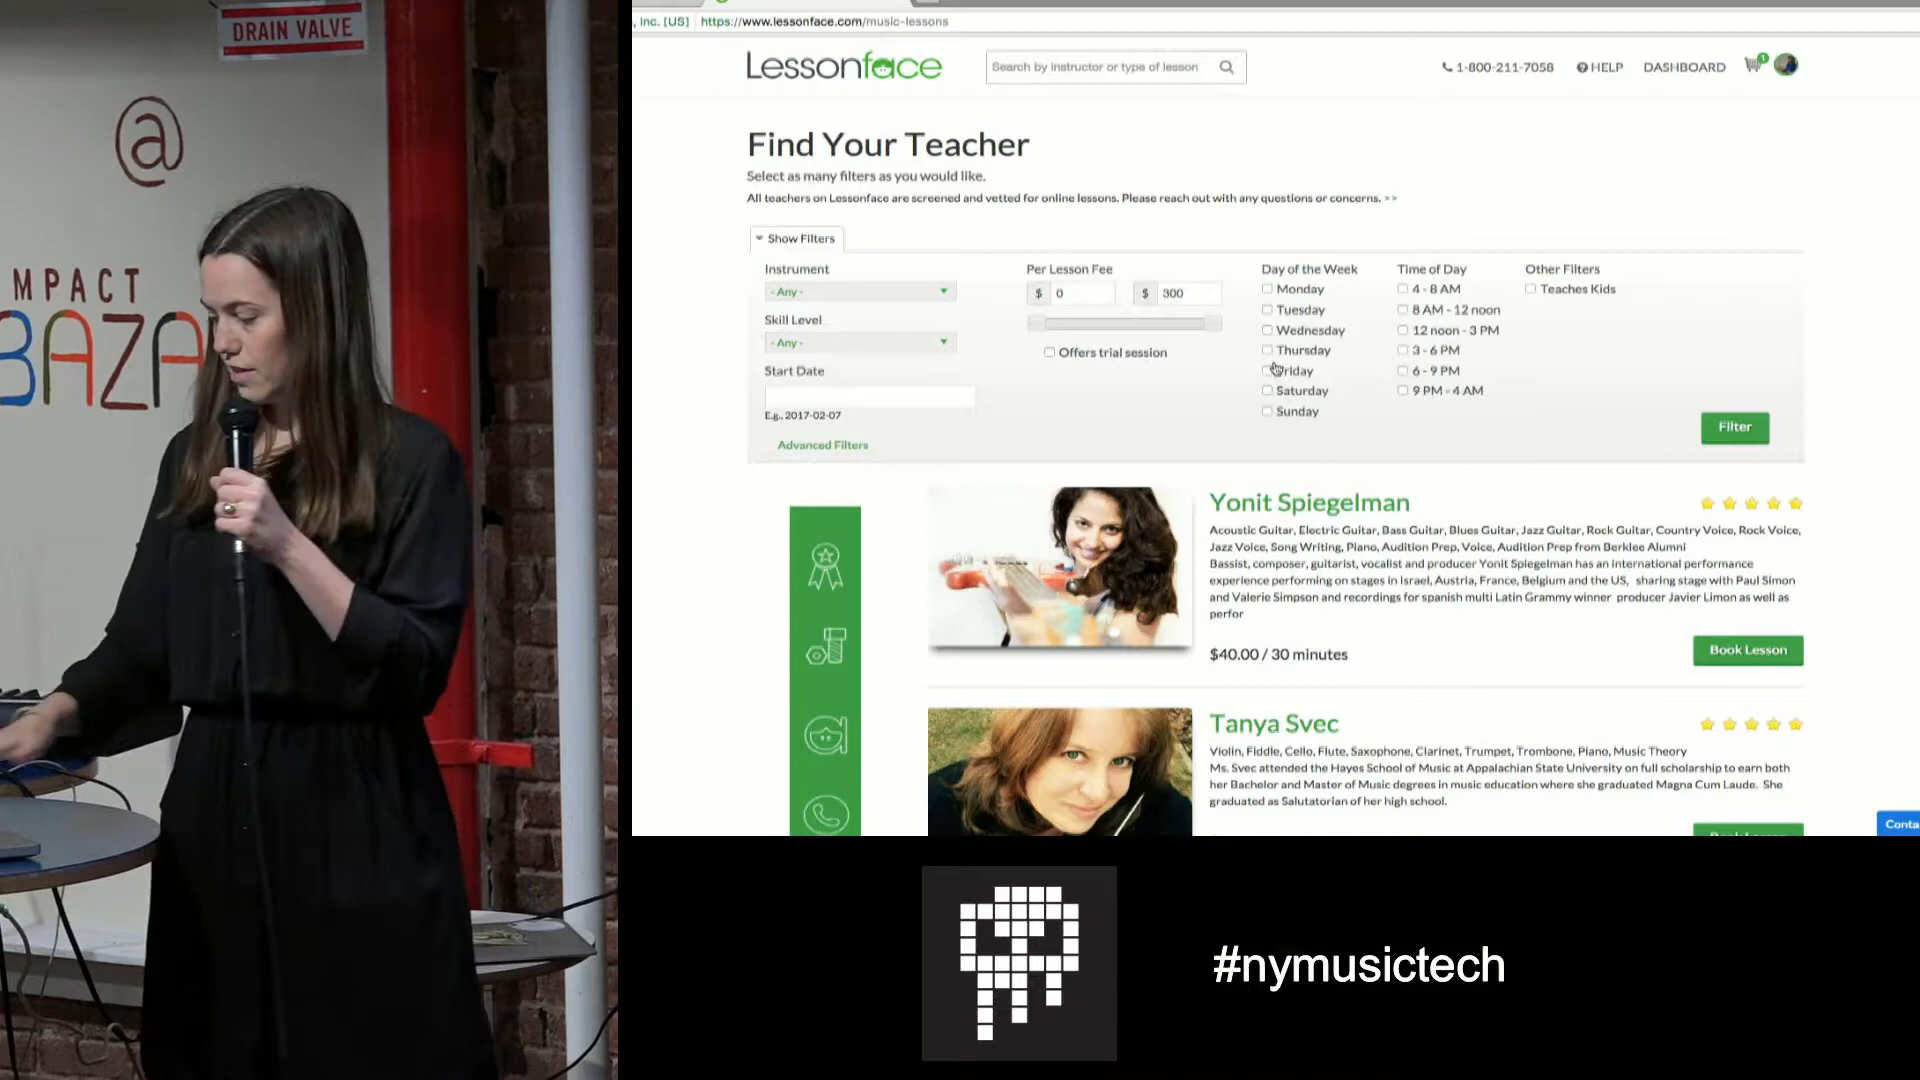 DRAIN VALVE
@
MPACT
BAZA
, Inc. [US] https://www.lessonface.com/music-lessons
Lessonface
Search by instructor or type of lesson
1-800-211-7058
HELP
DASHBOARD
Find Your Teacher
Select as many filters as you would like.
All teachers on Lessonface are screened and vetted for online lessons. Please reach out with any questions or concerns. >>
Show Filters
Instrument
- Any -
Skill Level
- Any -
Start Date
E.g., 2017-02-07
Advanced Filters
Per Lesson Fee
$ 0 $ 300
Offers trial session
Day of the Week
Monday
Tuesday
Wednesday
Thursday
Friday
Saturday
Sunday
Time of Day
4 - 8 AM
8 AM - 12 noon
12 noon - 3 PM
3 - 6 PM
6 - 9 PM
9 PM - 4 AM
Other Filters
Teaches Kids
Filter
Yonit Spiegelman
Acoustic Guitar, Electric Guitar, Bass Guitar, Blues Guitar, Jazz Guitar, Rock Guitar, Country Voice, Rock Voice,
Jazz Voice, Song Writing, Piano, Audition Prep, Voice, Audition Prep from Berklee Alumni
Bassist, composer, guitarist, vocalist and producer Yonit Spiegelman has an international performance
experience performing on stages in Israel, Austria, France, Belgium and the US, sharing stage with Paul Simon
and Valerie Simpson and recordings for spanish multi Latin Grammy winner producer Javier Limon as well as
perfor
$40.00 / 30 minutes
Book Lesson
Tanya Svec
Violin, Fiddle, Cello, Flute, Saxophone, Clarinet, Trumpet, Trombone, Piano, Music Theory
Ms. Svec attended the Hayes School of Music at Appalachian State University on full scholarship to earn both
her Bachelor and Master of Music degrees in music education where she graduated Magna Cum Laude. She
graduated as Salutatorian of her high school.
Book Lesson
Conta
#nymusictech